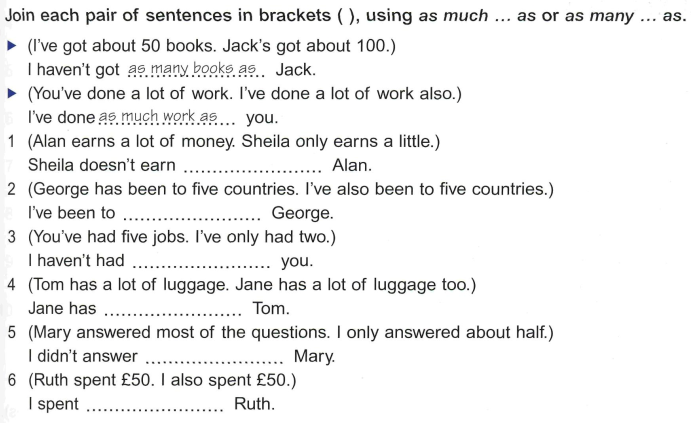 Join each pair of sentences in brackets ( ), using as much ... as or as many ... as.
▶ (I've got about 50 books. Jack's got about 100.)
I haven't got as many books as.. Jack.
▶ (You've done a lot of work. I've done a lot of work also.)
I've done as much work as.... you.
1 (Alan earns a lot of money. Sheila only earns a little.)
Sheila doesn't earn ........................ Alan.
2 (George has been to five countries. I've also been to five countries.)
I've been to ........................ George.
3 (You've had five jobs. I've only had two.)
I haven't had ........................ you.
4 (Tom has a lot of luggage. Jane has a lot of luggage too.)
Jane has ........................ Tom.
5 (Mary answered most of the questions. I only answered about half.)
I didn't answer ........................ Mary.
6 (Ruth spent £50. I also spent £50.)
I spent ........................ Ruth.